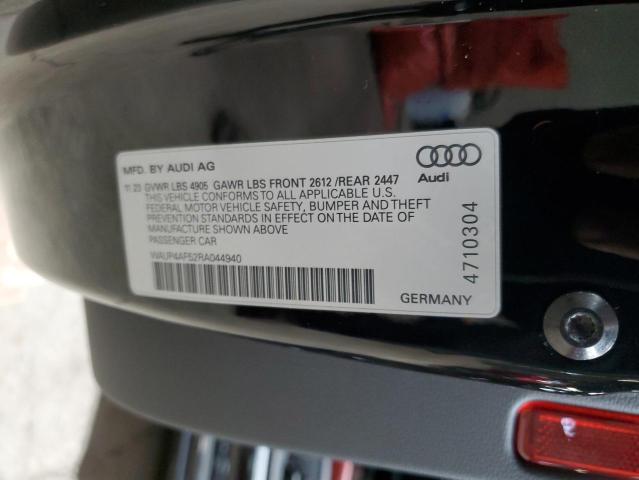 MFD. BY AUDI AG
11 23 GVWR LBS 4905 GAWR LBS FRONT 2612 /REAR 2447
THIS VEHICLE CONFORMS TO ALL APPLICABLE U.S.
FEDERAL MOTOR VEHICLE SAFETY, BUMPER AND THEFT
PREVENTION STANDARDS IN EFFECT ON THE DATE OF
MANUFACTURE SHOWN ABOVE
PASSENGER CAR
WAUP4AF52RA044940
Audi
4710304
GERMANY